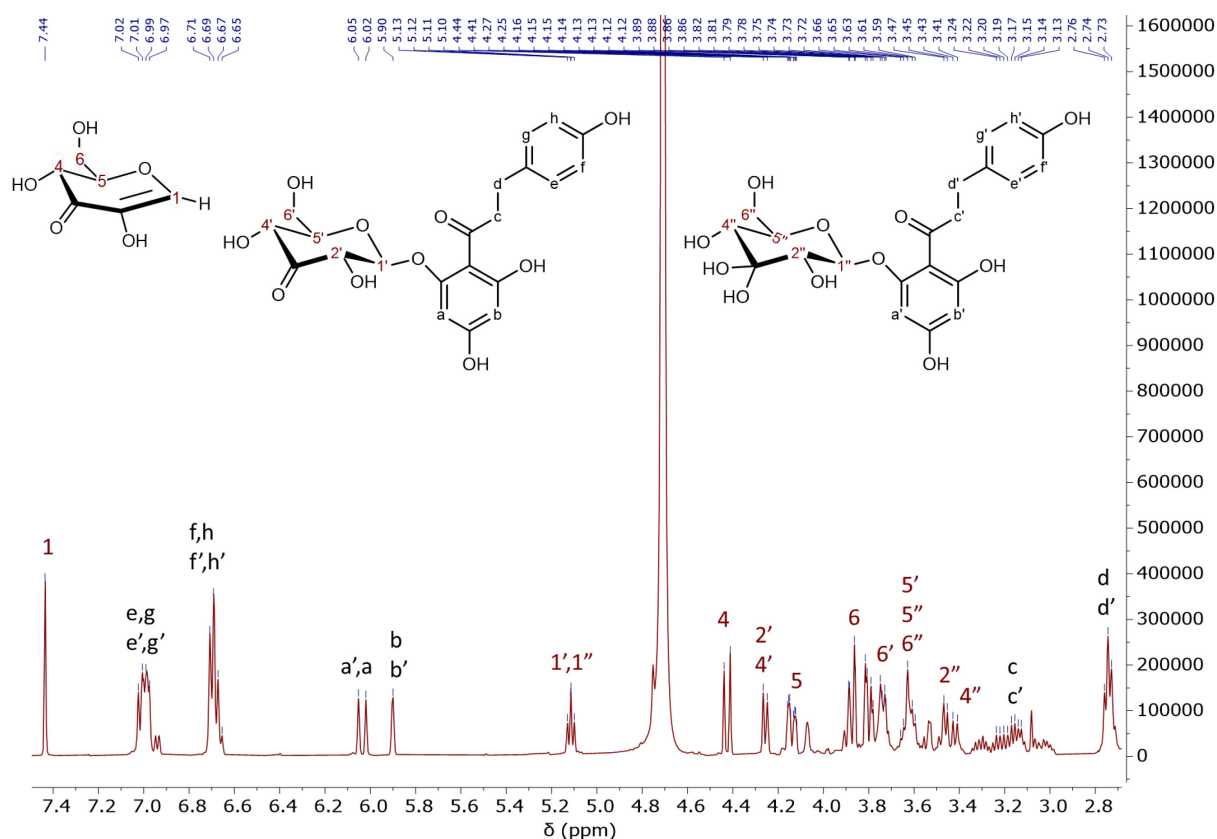 7.44 7.02 7.01 6.99 6.97 6.71 6.69 6.67 6.65 6.05 6.02 5.90 5.13 5.12 5.11 5.10 4.44 4.41 4.27 4.25 4.16 4.15 4.15 4.14 4.13 4.13 4.12 4.12 3.89 3.88 3.86 3.86 3.82 3.81 3.79 3.78 3.75 3.74 3.73 3.72 3.66 3.65 3.63 3.61 3.59 3.47 3.45 3.43 3.41 3.24 3.22 3.20 3.19 3.17 3.15 3.14 3.13 2.76 2.74 2.73
OH
6
4
O
HO
5
1
H
O
OH
OH
h
g
f
d
e
O
c
OH
6'
4'
O
HO
5'
2'
1'
O
OH
O
OH
a
b
OH
OH
h'
g'
f'
d'
e'
O
c'
OH
6"
4"
O
HO
5"
2"
1"
O
OH
HO
HO
OH
a'
b'
OH
1
e,g
e',g'
f,h
f',h'
a',a
b
b'
1',1"
4
2'
4'
5
6
6'
5'
5"
6"
2"
4"
c
c'
d
d'
1600000
1500000
1400000
1300000
1200000
1100000
1000000
900000
800000
700000
600000
500000
400000
300000
200000
100000
0
7.4 7.2 7.0 6.8 6.6 6.4 6.2 6.0 5.8 5.6 5.4 5.2 5.0 4.8 4.6 4.4 4.2 4.0 3.8 3.6 3.4 3.2 3.0 2.8
δ (ppm)